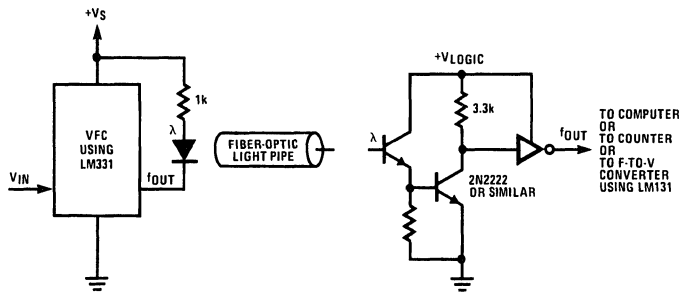 +VS
1k
λ
VFC
USING
LM331
VIN
fOUT
FIBER-OPTIC
LIGHT PIPE
+VLOGIC
3.3k
λ
2N2222
OR SIMILAR
fOUT
TO COMPUTER
OR
TO COUNTER
OR
TO F-TO-V
CONVERTER
USING LM131